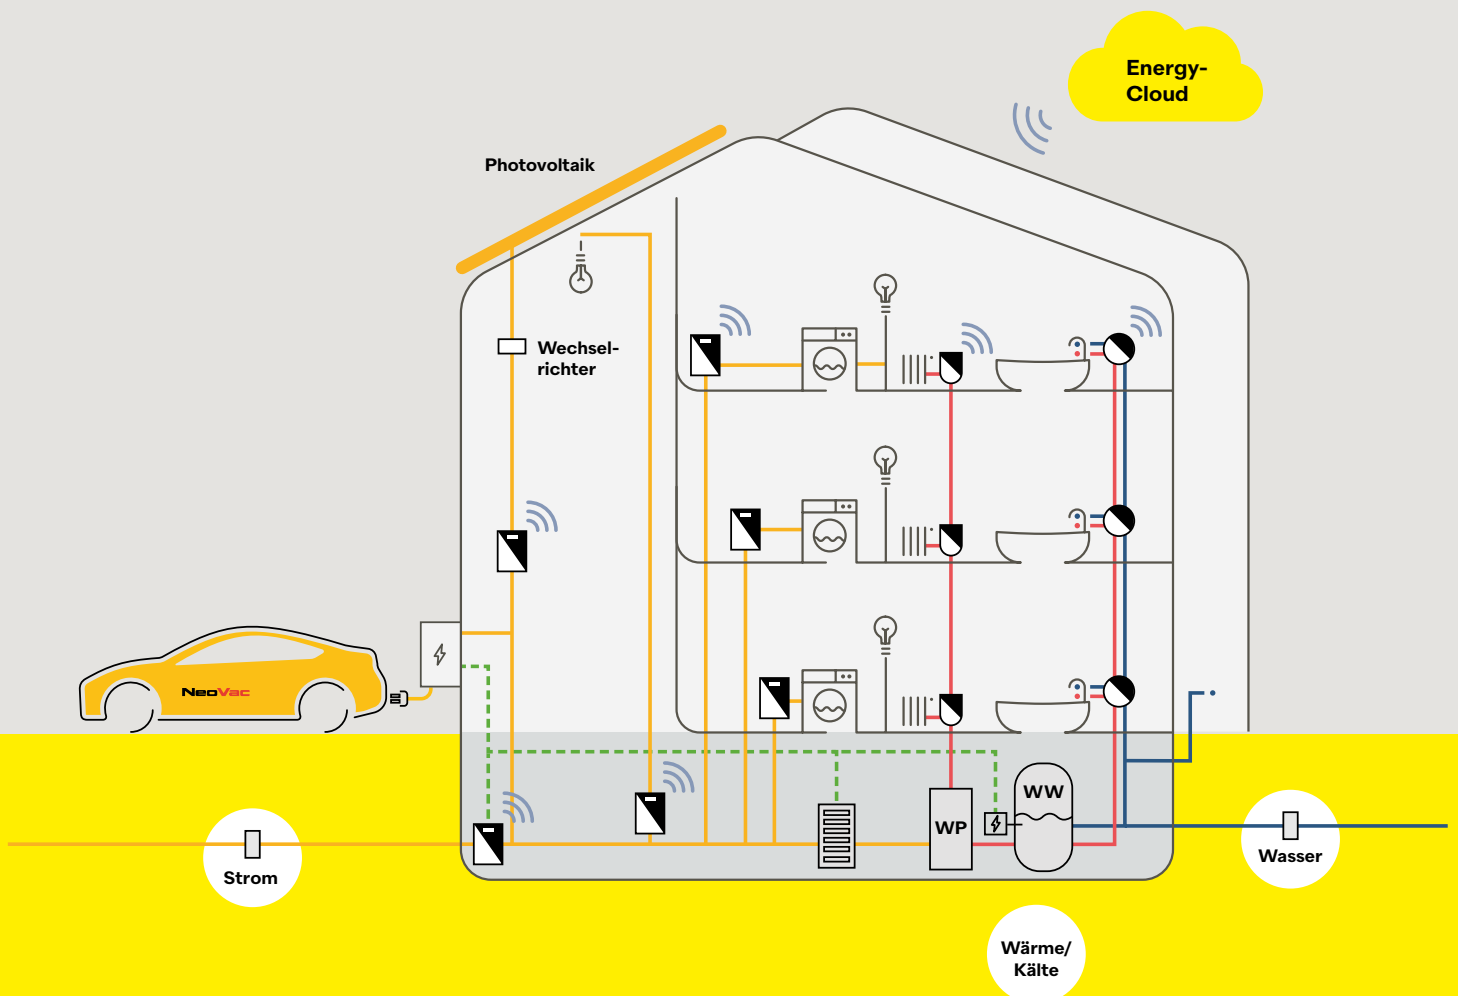 Energy-
Cloud
Photovoltaik
Wechsel-
richter
NeoVac
WW
WP
Strom
Wasser
Wärme/
Kälte